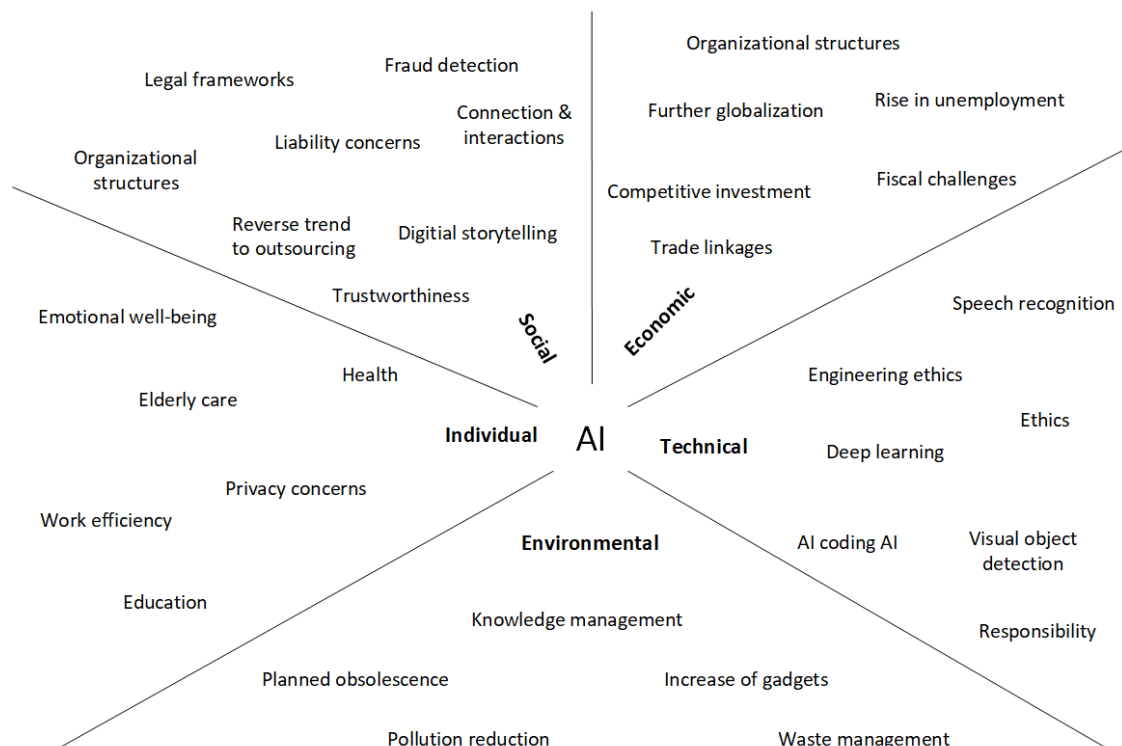 Legal frameworks
Fraud detection
Connection &
interactions
Liability concerns
Organizational
structures
Reverse trend
to outsourcing
Digitial storytelling
Trustworthiness
Social
Organizational structures
Further globalization
Rise in unemployment
Competitive investment
Fiscal challenges
Trade linkages
Economic
Emotional well-being
Health
Elderly care
Individual
Privacy concerns
Work efficiency
Education
AI
Speech recognition
Engineering ethics
Ethics
Technical
Deep learning
AI coding AI
Visual object
detection
Responsibility
Environmental
Knowledge management
Planned obsolescence
Increase of gadgets
Pollution reduction
Waste management